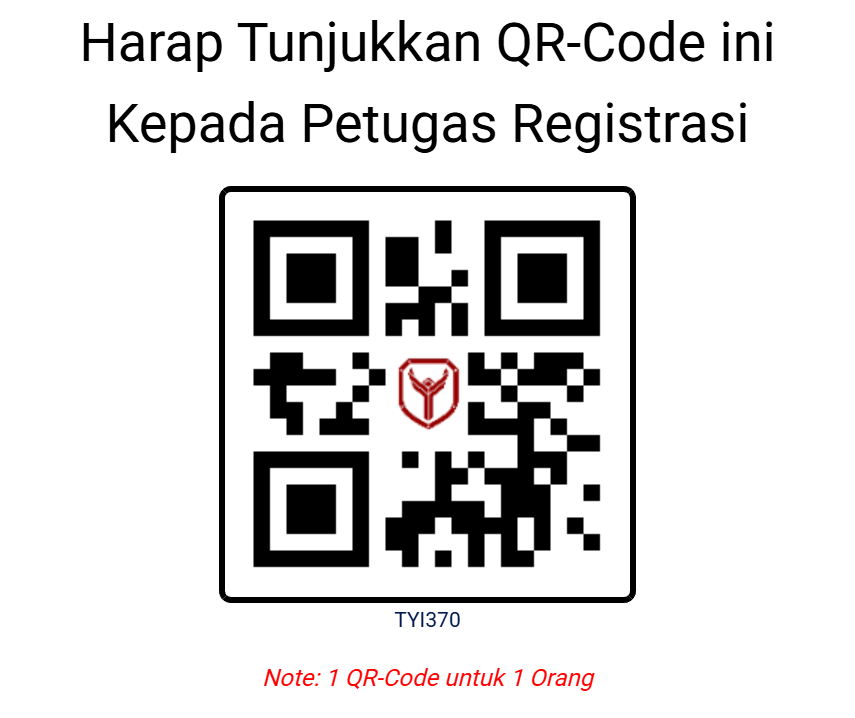 Harap Tunjukkan QR-Code ini
Kepada Petugas Registrasi
TYI370
Note: 1 QR-Code untuk 1 Orang